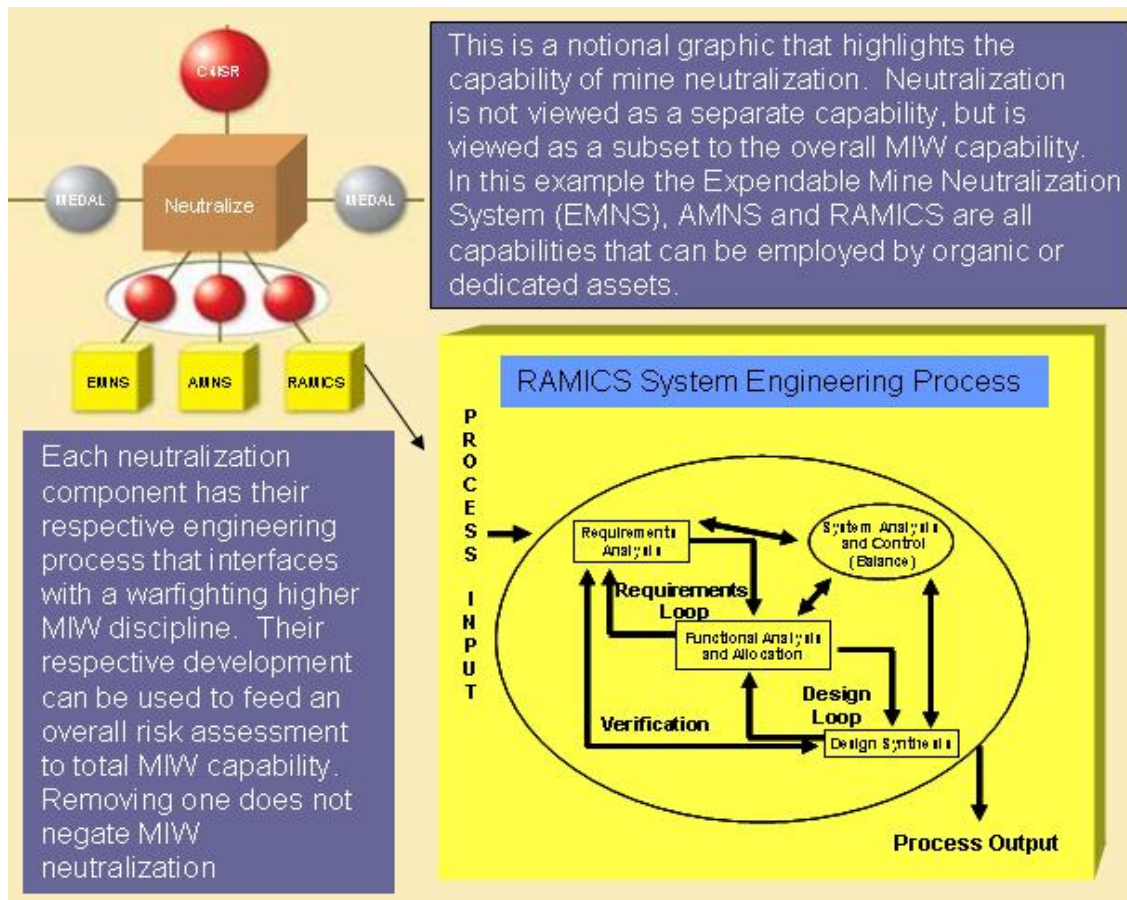 C4ISR
This is a notional graphic that highlights the
capability of mine neutralization. Neutralization
is not viewed as a separate capability, but is
viewed as a subset to the overall MIW capability.
In this example the Expendable Mine Neutralization
System (EMNS), AMNS and RAMICS are all
capabilities that can be employed by organic or
dedicated assets.
MEDAL
Neutralize
MEDAL
EMNS
AMNS
RAMICS
Each neutralization
component has their
respective engineering
process that interfaces
with a warfighting higher
MIW discipline. Their
respective development
can be used to feed an
overall risk assessment
to total MIW capability.
Removing one does not
negate MIW
neutralization
RAMICS System Engineering Process
PROCESS INPUT
Requirements
Analysis
System Analysis
and Control
(Balance)
Requirements
Loop
Functional Analysis
and Allocation
Design
Loop
Verification
Design Synthesis
Process Output